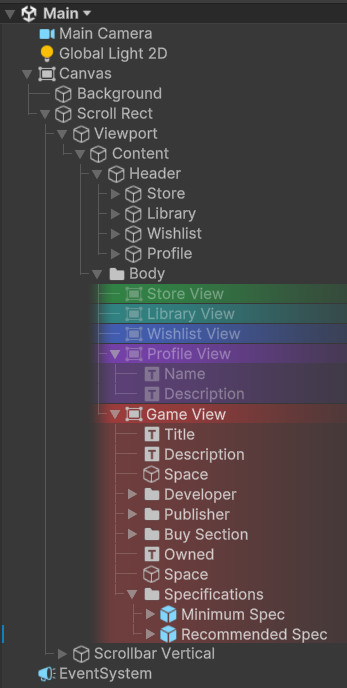 Main
Main Camera
Global Light 2D
Canvas
Background
Scroll Rect
Viewport
Content
Header
Store
Library
Wishlist
Profile
Body
Store View
Library View
Wishlist View
Profile View
Name
Description
Game View
Title
Description
Space
Developer
Publisher
Buy Section
Owned
Space
Specifications
Minimum Spec
Recommended Spec
Scrollbar Vertical
EventSystem